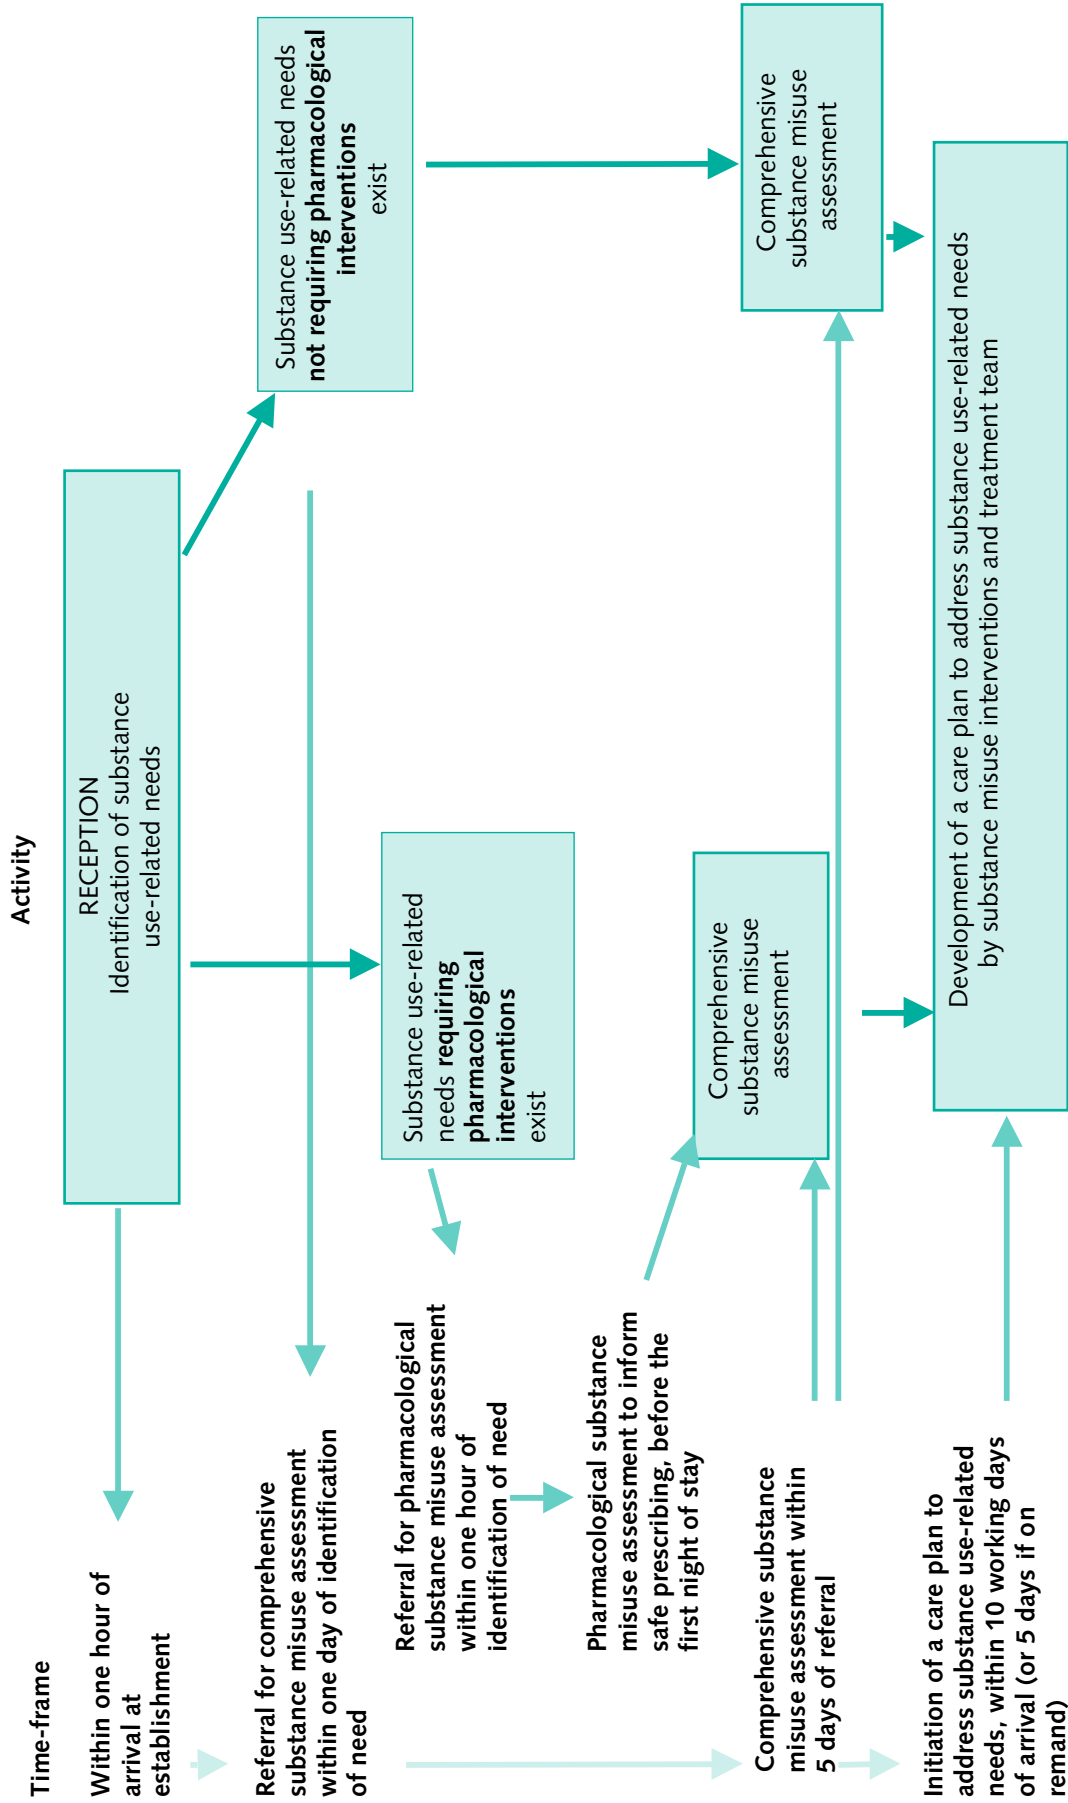 Time-frame
Activity
Within one hour of
arrival at
establishment
RECEPTION
Identification of substance
use-related needs
Referral for comprehensive
substance misuse assessment
within one day of identification
of need
Substance use-related needs
not requiring pharmacological
interventions
exist
Substance use-related
needs requiring
pharmacological
interventions
exist
Referral for pharmacological
substance misuse assessment
within one hour of
identification of need
Pharmacological substance
misuse assessment to inform
safe prescribing, before the
first night of stay
Comprehensive substance
misuse assessment within
5 days of referral
Comprehensive
substance misuse
assessment
Comprehensive
substance misuse
assessment
Initiation of a care plan to
address substance use-related
needs, within 10 working days
of arrival (or 5 days if on
remand)
Development of a care plan to address substance use-related needs
by substance misuse interventions and treatment team